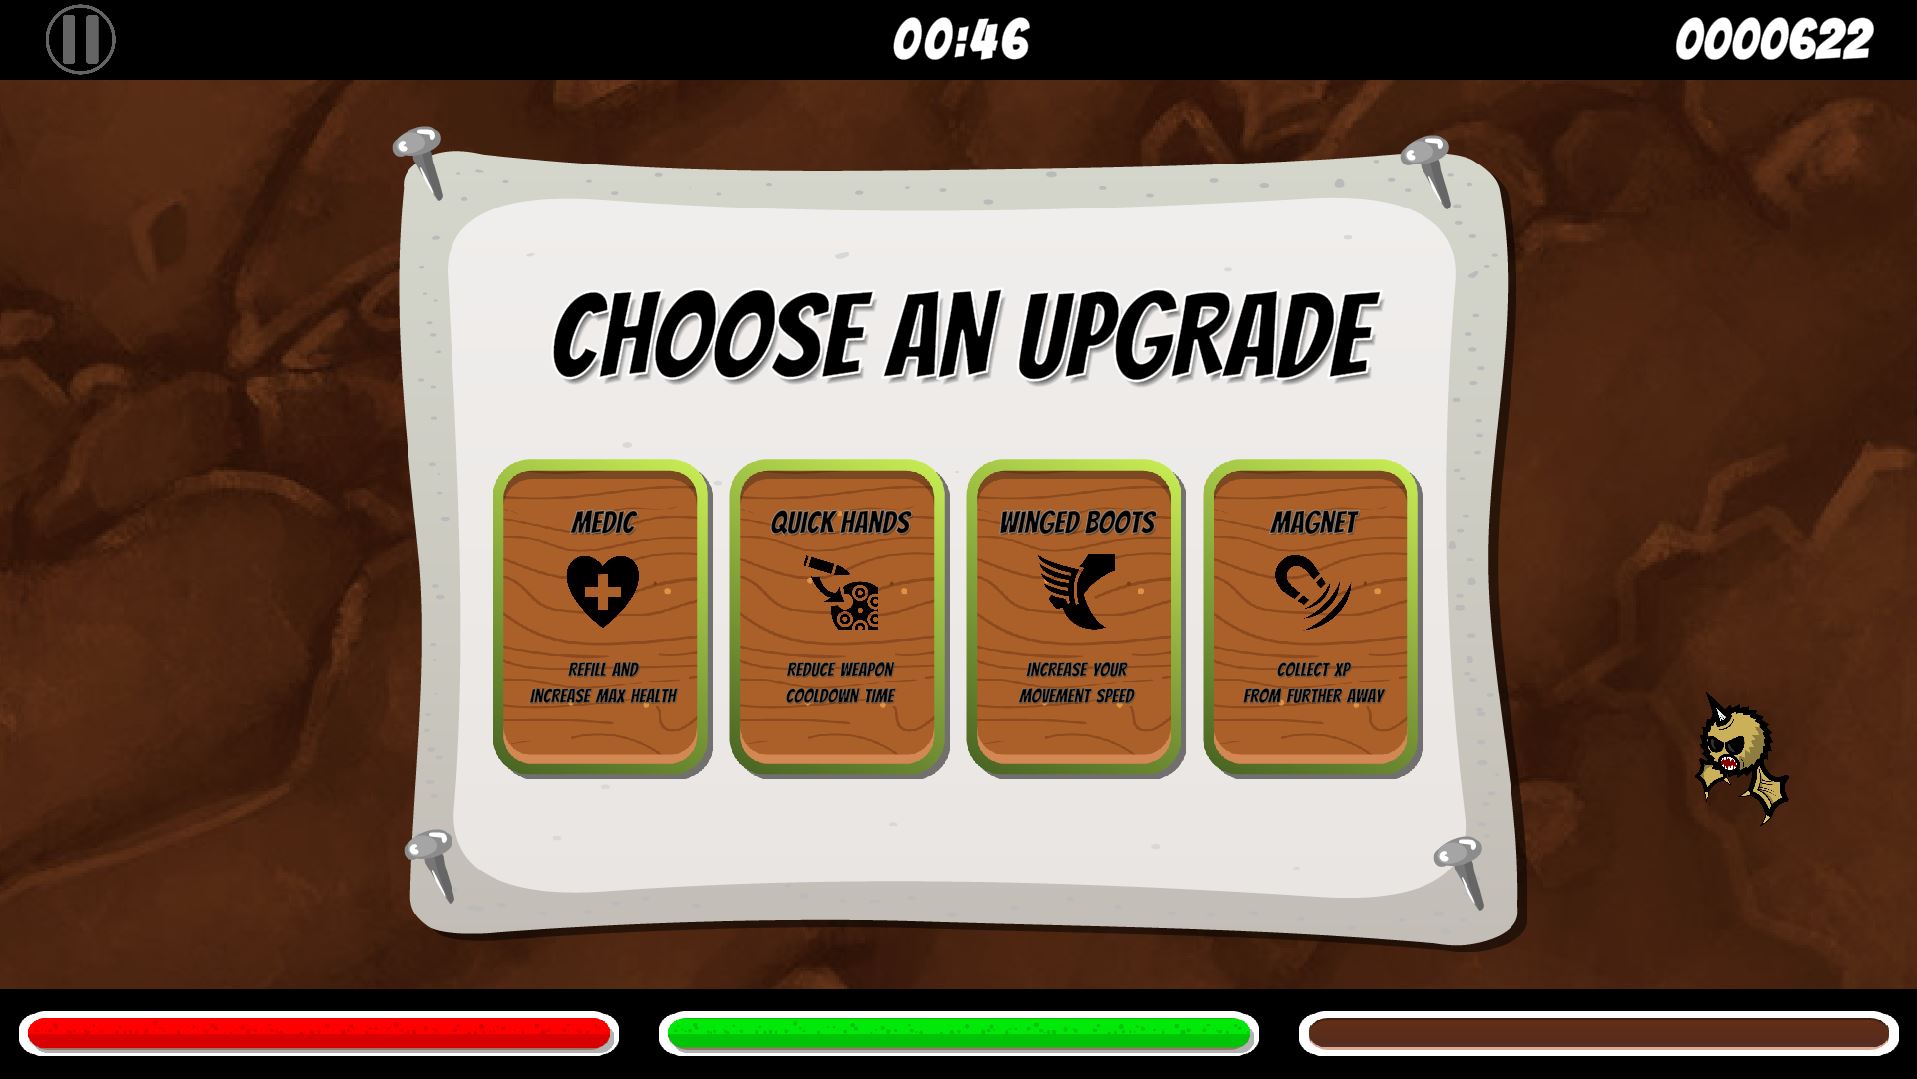 00:46
0000622
CHOOSE AN UPGRADE
MEDIC
REFILL AND
INCREASE MAX HEALTH
QUICK HANDS
REDUCE WEAPON
COOLDOWN TIME
WINGED BOOTS
INCREASE YOUR
MOVEMENT SPEED
MAGNET
COLLECT XP
FROM FURTHER AWAY